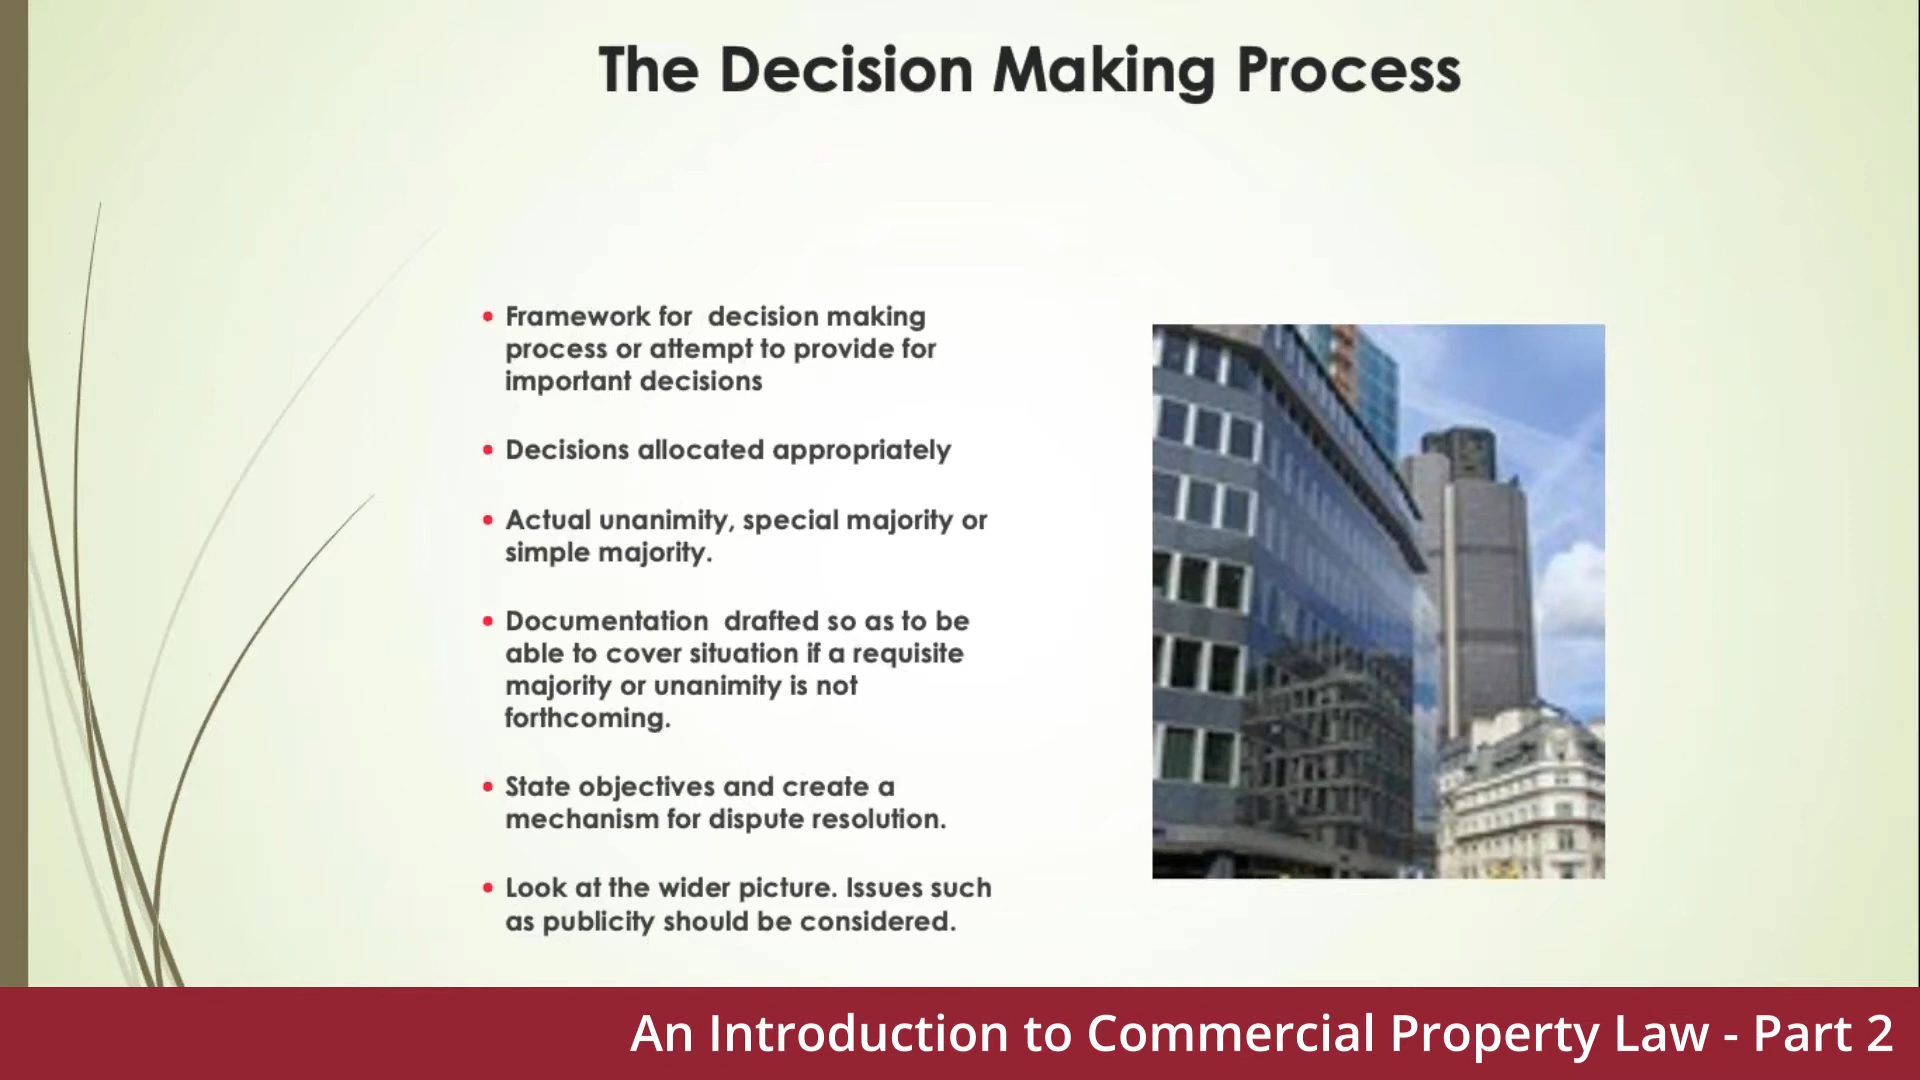 The Decision Making Process
• Framework for  decision making
process or attempt to provide for
important decisions
• Decisions allocated appropriately
• Actual unanimity, special majority or
simple majority.
• Documentation  drafted so as to be
able to cover situation if a requisite
majority or unanimity is not
forthcoming.
• State objectives and create a
mechanism for dispute resolution.
• Look at the wider picture. Issues such
as publicity should be considered.
An Introduction to Commercial Property Law - Part 2